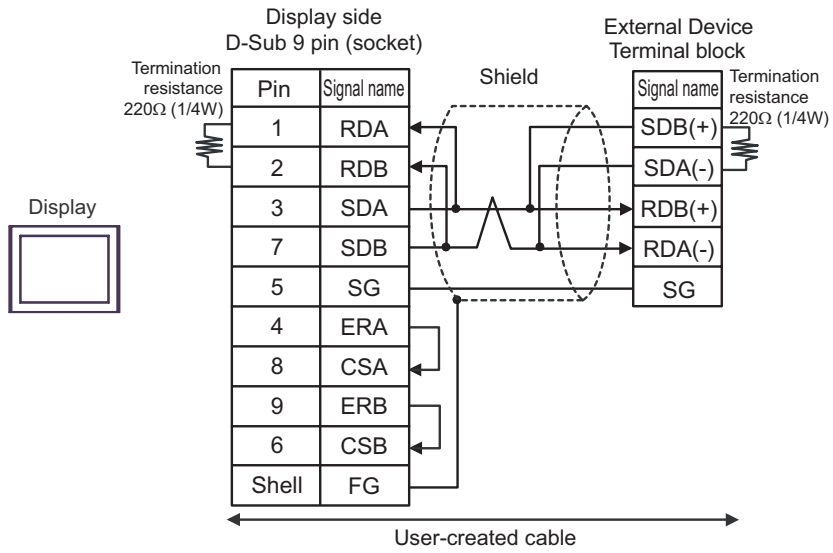 Display side
D-Sub 9 pin (socket)
External Device
Terminal block
Termination
resistance
220Ω (1/4W)
Shield
Termination
resistance
220Ω (1/4W)
Pin Signal name
1 RDA
2 RDB
3 SDA
7 SDB
5 SG
4 ERA
8 CSA
9 ERB
6 CSB
Shell FG
Signal name
SDB(+)
SDA(-)
RDB(+)
RDA(-)
SG
Display
User-created cable